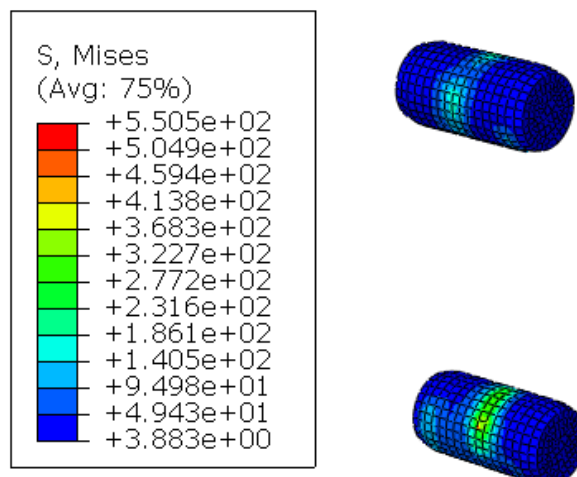 S, Mises
(Avg: 75%)
+5.505e+02
+5.049e+02
+4.594e+02
+4.138e+02
+3.683e+02
+3.227e+02
+2.772e+02
+2.316e+02
+1.861e+02
+1.405e+02
+9.498e+01
+4.943e+01
+3.883e+00